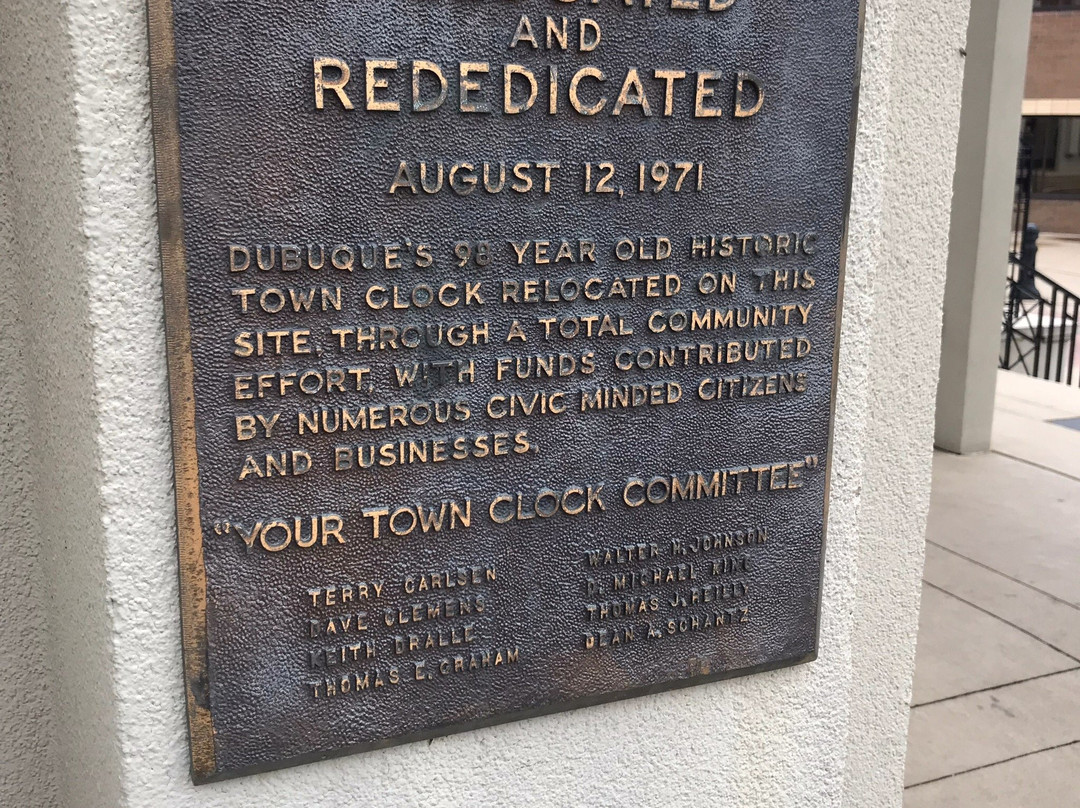 AND
REDEDICATED
AUGUST 12, 1971
DUBUQUE'S 98 YEAR OLD HISTORIC
TOWN CLOCK RELOCATED ON THIS
SITE, THROUGH A TOTAL COMMUNITY
EFFORT, WITH FUNDS CONTRIBUTED
BY NUMEROUS CIVIC MINDED CITIZENS
AND BUSINESSES.
"YOUR TOWN CLOCK COMMITTEE"
TERRY CARLSEN
DAVE CLEMENS
KEITH DRALLE
THOMAS E. GRAHAM
WALTER H. JOHNSON
D. MICHAEL
THOMAS J. REILLY
DEAN A. SCHANTZ